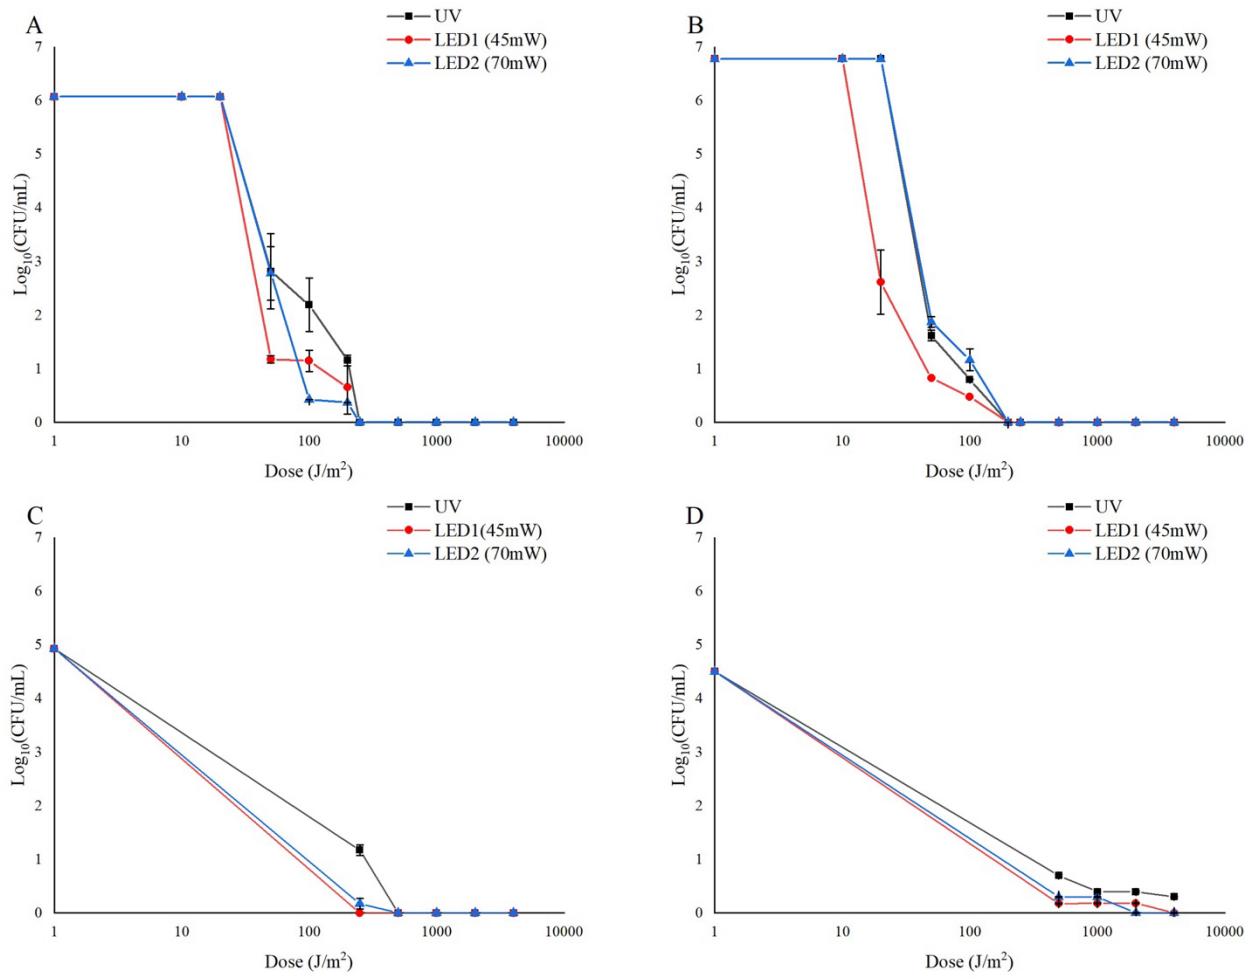 A
UV
LED1 (45mW)
LED2 (70mW)
7
6
5
4
3
2
1
0
Log10(CFU/mL)
1 10 100 1000 10000
Dose (J/m²)
B
UV
LED1 (45mW)
LED2 (70mW)
7
6
5
4
3
2
1
0
Log10(CFU/mL)
1 10 100 1000 10000
Dose (J/m²)
C
UV
LED1(45mW)
LED2 (70mW)
7
6
5
4
3
2
1
0
Log10(CFU/mL)
1 10 100 1000 10000
Dose (J/m²)
D
UV
LED1 (45mW)
LED2 (70mW)
7
6
5
4
3
2
1
0
Log10(CFU/mL)
1 10 100 1000 10000
Dose (J/m²)